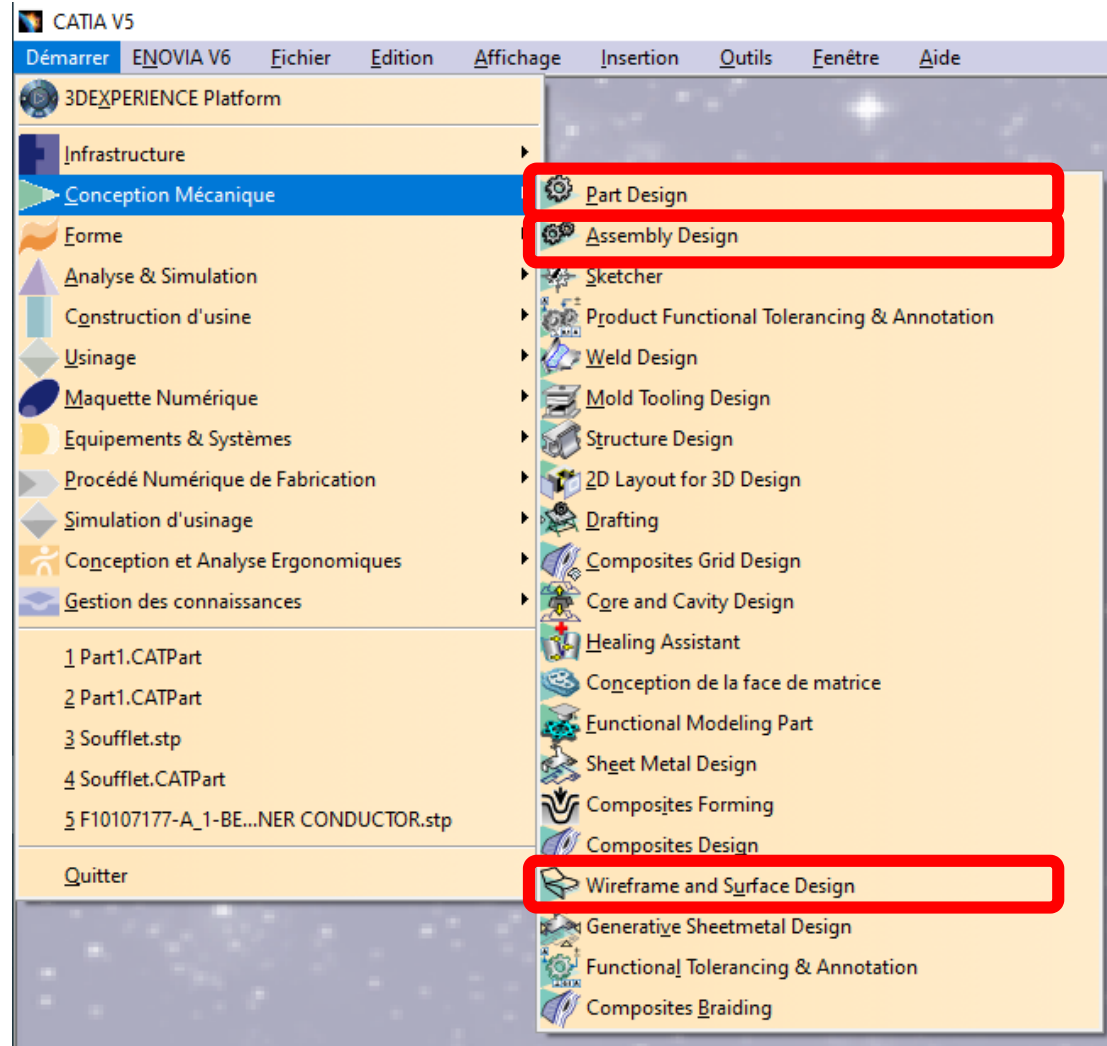 CATIA V5
Démarrer ENOVIA V6 Fichier Edition Affichage Insertion Outils Fenêtre Aide
3DEXPERIENCE Platform
Infrastructure
Conception Mécanique
Forme
Analyse & Simulation
Construction d'usine
Usinage
Maquette Numérique
Equipements & Systèmes
Procédé Numérique de Fabrication
Simulation d'usinage
Conception et Analyse Ergonomiques
Gestion des connaissances
1 Part1.CATPart
2 Part1.CATPart
3 Soufflet.stp
4 Soufflet.CATPart
5 F10107177-A_1-BE...NER CONDUCTOR.stp
Quitter
Part Design
Assembly Design
Sketcher
Product Functional Tolerancing & Annotation
Weld Design
Mold Tooling Design
Structure Design
2D Layout for 3D Design
Drafting
Composites Grid Design
Core and Cavity Design
Healing Assistant
Conception de la face de matrice
Functional Modeling Part
Sheet Metal Design
Composites Forming
Composites Design
Wireframe and Surface Design
Generative Sheetmetal Design
Functional Tolerancing & Annotation
Composites Braiding